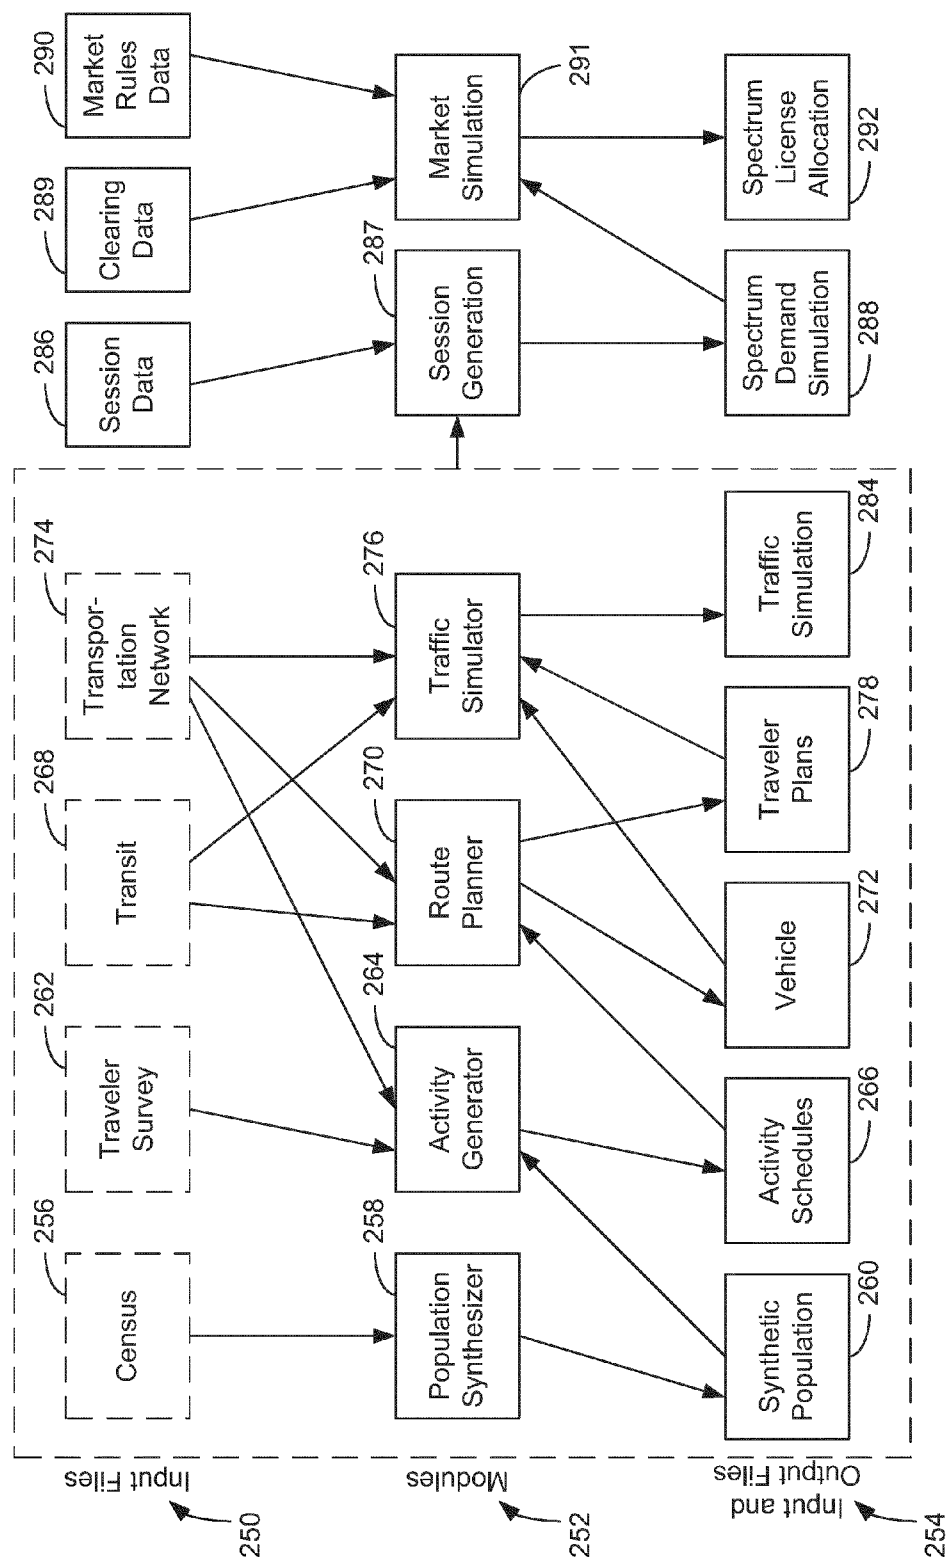 Input Files
250
Census
256
Traveler
Survey
262
Transit
268
Transpor-
tation
Network
274
Session
Data
286
Clearing
Data
289
Market
Rules
Data
290
Modules
252
Population
Synthesizer
258
Activity
Generator
264
Route
Planner
270
Traffic
Simulator
276
Session
Generation
287
Market
Simulation
291
Input and
Output Files
254
Synthetic
Population
260
Activity
Schedules
266
Vehicle
272
Traveler
Plans
278
Traffic
Simulation
284
Spectrum
Demand
Simulation
288
Spectrum
License
Allocation
292